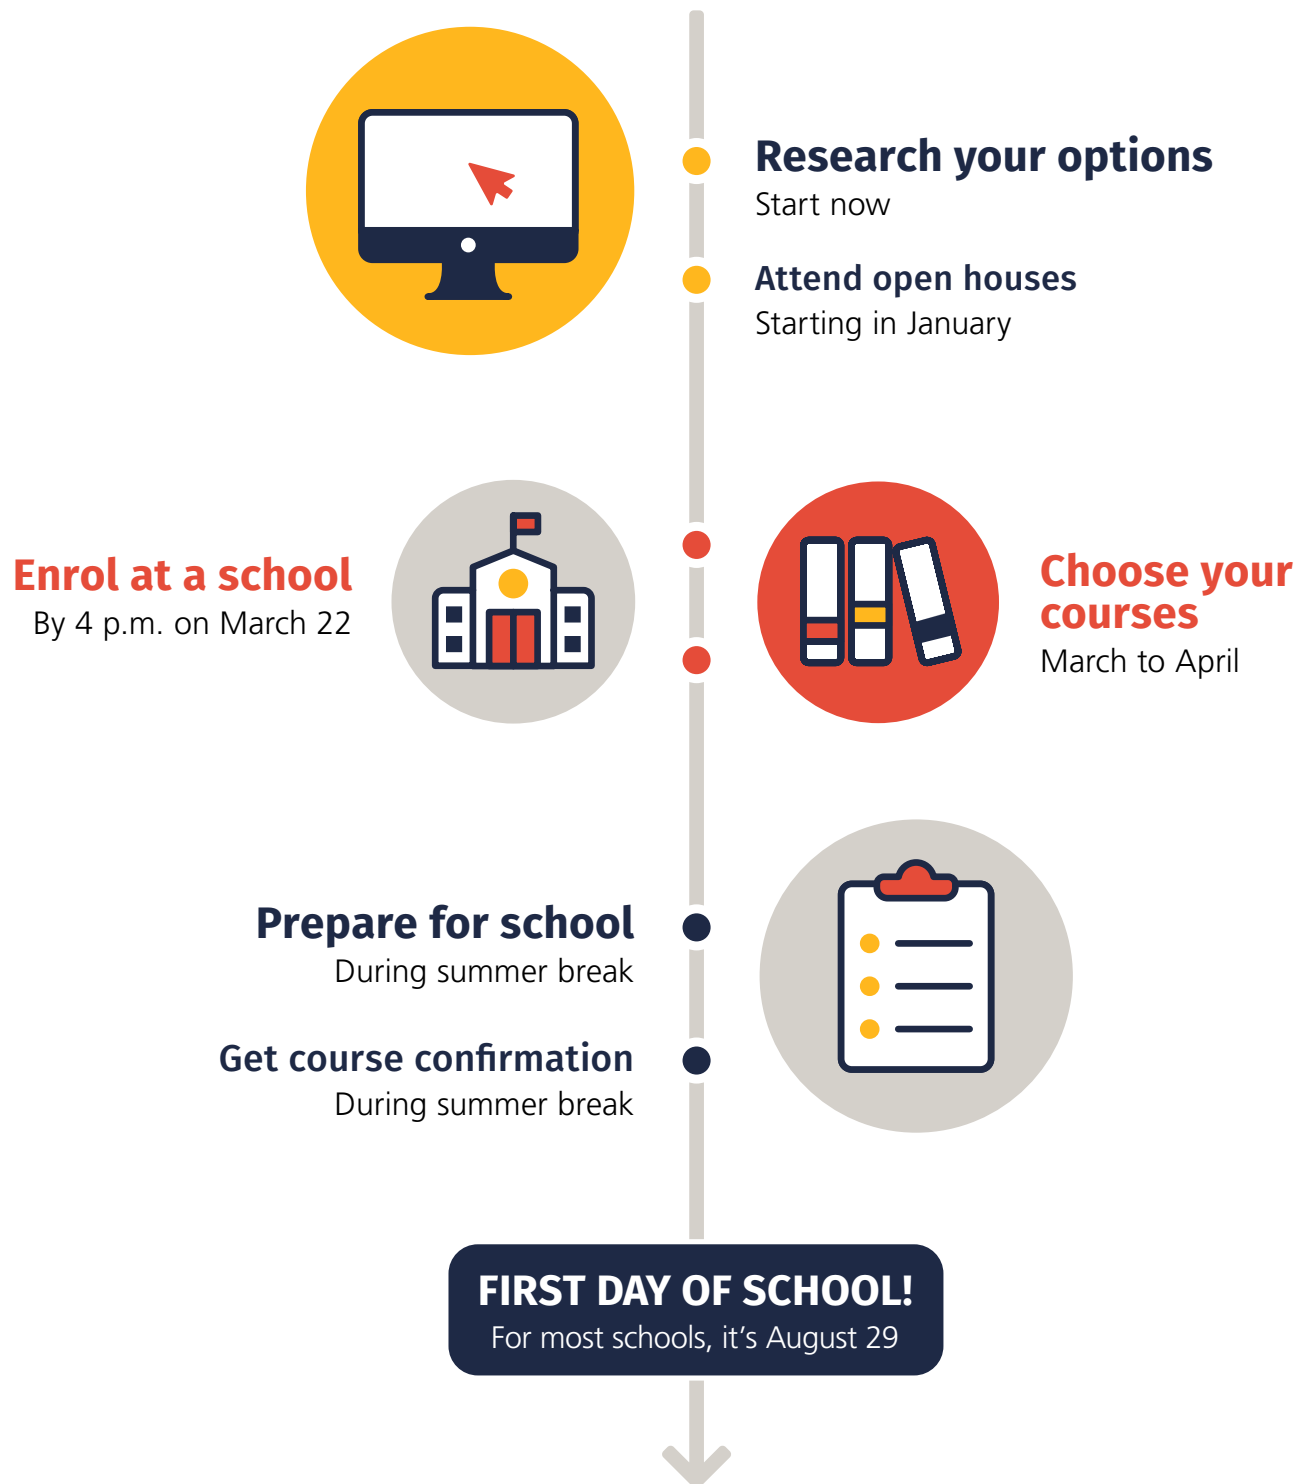 Research your options
Start now
Attend open houses
Starting in January
Enrol at a school
By 4 p.m. on March 22
Choose your
courses
March to April
Prepare for school
During summer break
Get course confirmation
During summer break
FIRST DAY OF SCHOOL!
For most schools, it's August 29